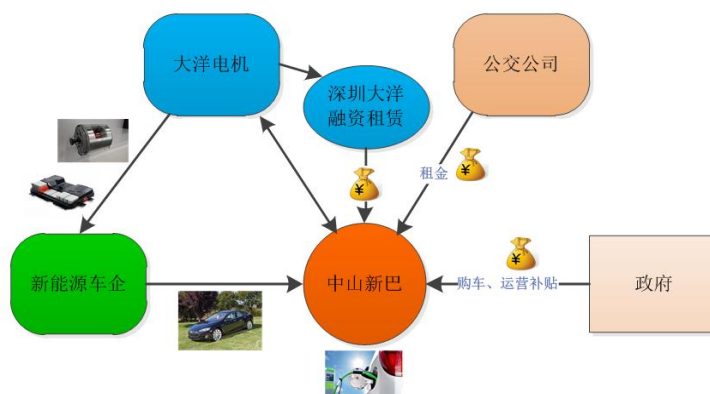 大洋电机
深圳大洋
融资租赁
公交公司
¥
租金
¥
新能源车企
中山新巴
¥
购车、运营补贴
政府